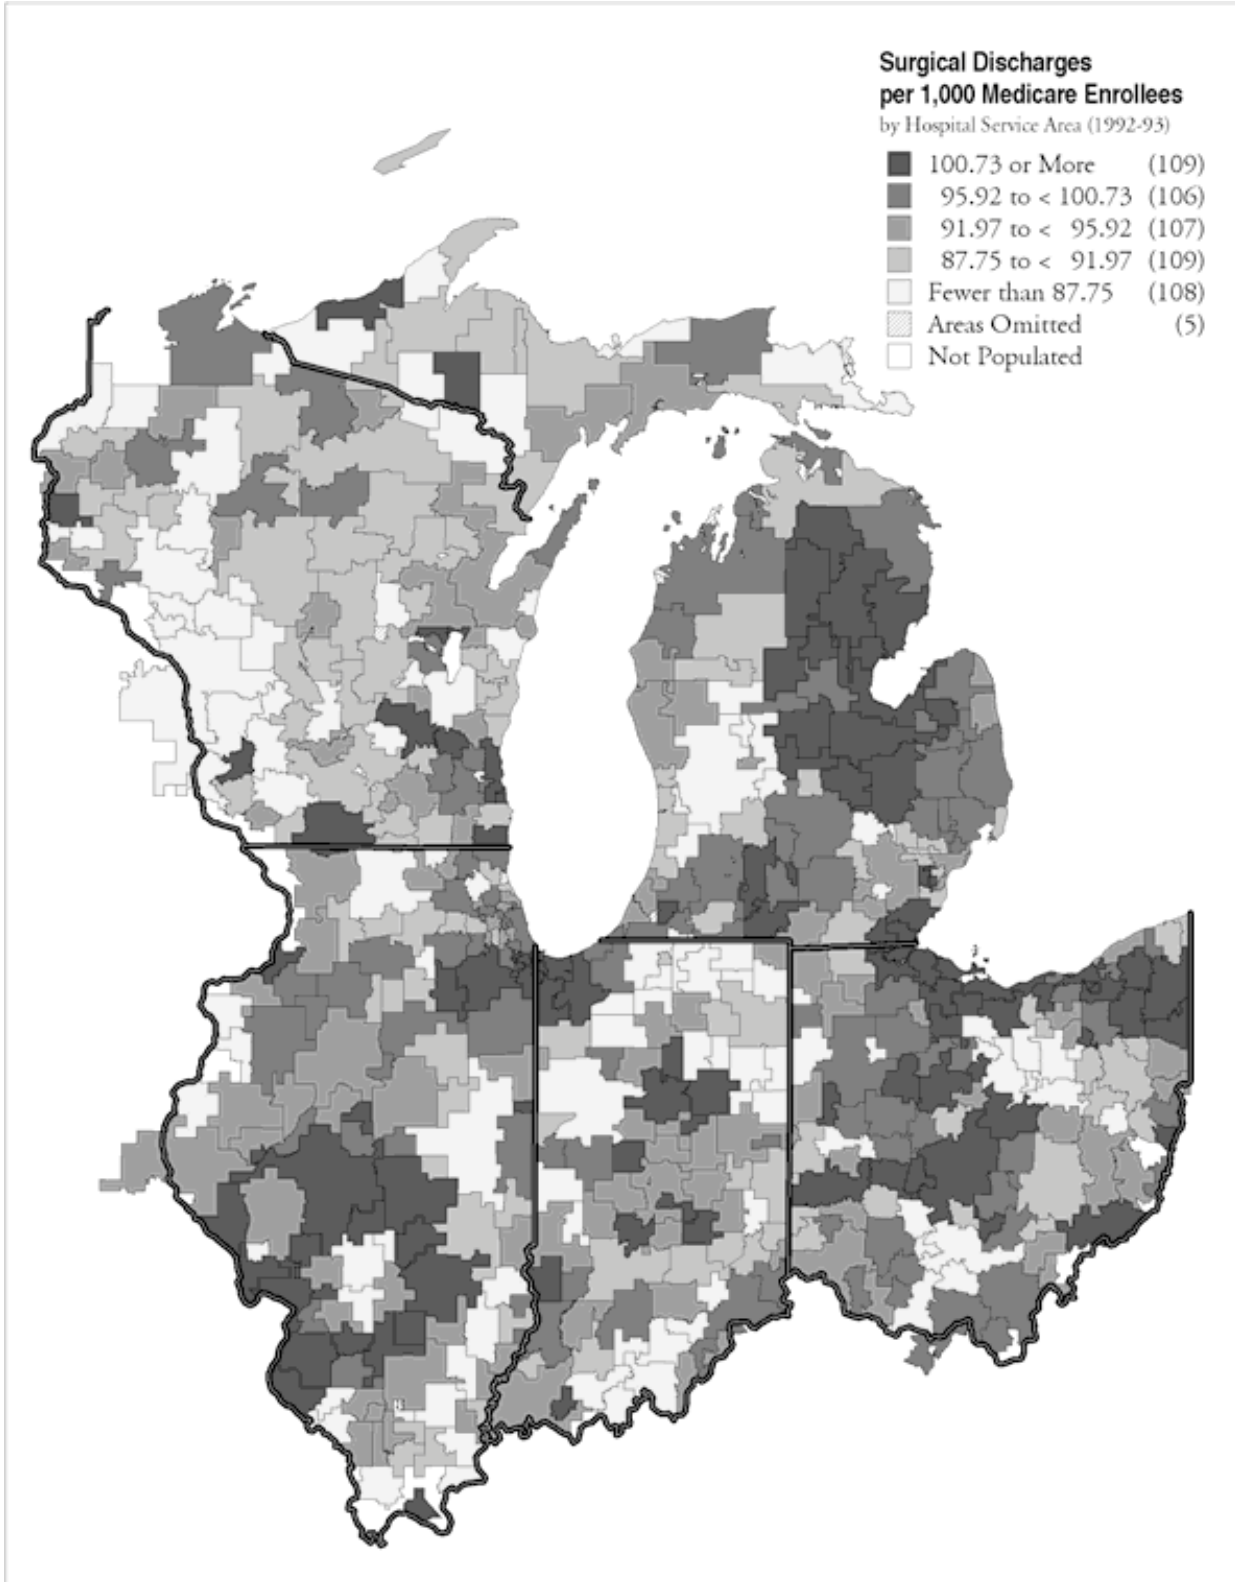 Surgical Discharges
per 1,000 Medicare Enrollees
by Hospital Service Area (1992-93)
100.73 or More (109)
95.92 to < 100.73 (106)
91.97 to < 95.92 (107)
87.75 to < 91.97 (109)
Fewer than 87.75 (108)
Areas Omitted (5)
Not Populated